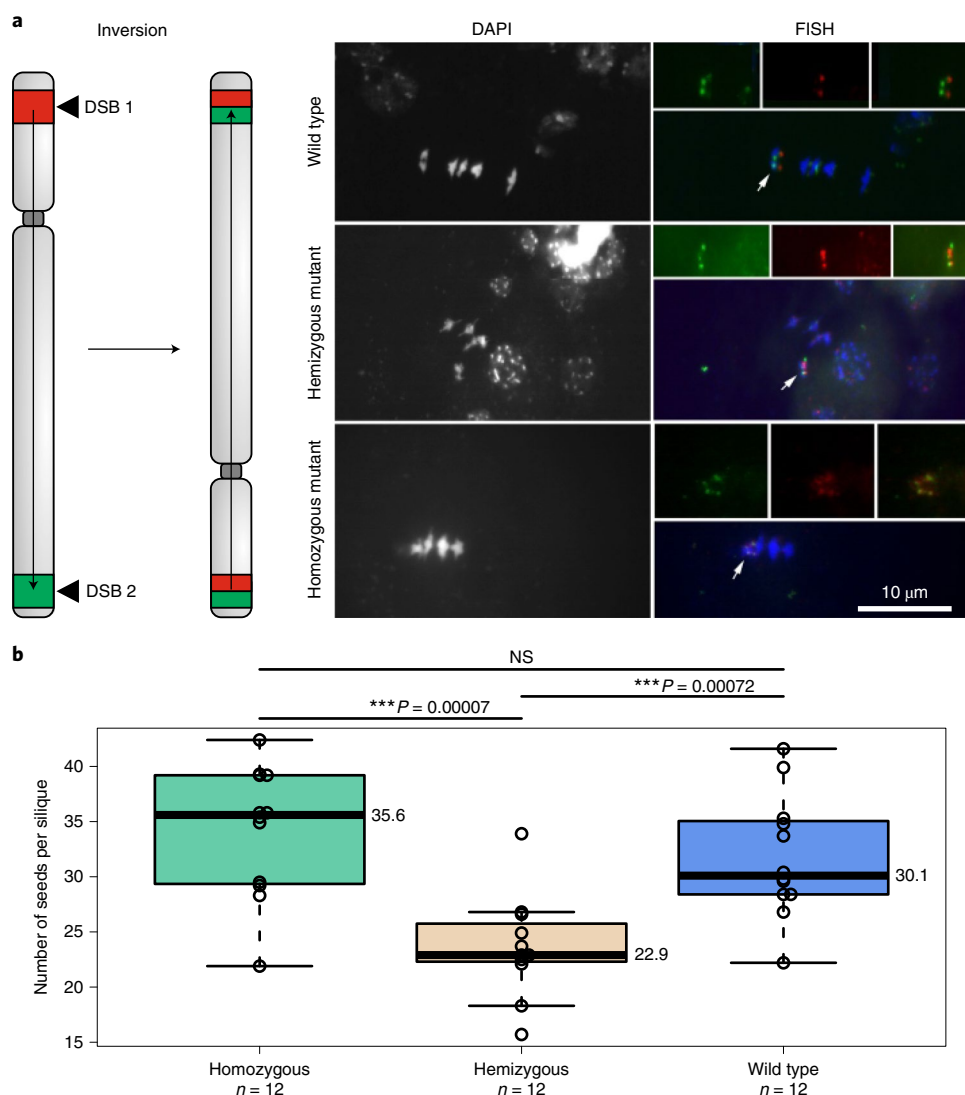 a
Inversion
DAPI
FISH
DSB 1
DSB 2
Wild type
Hemizygous mutant
Homozygous mutant
10 μm
b
NS
***P = 0.00072
***P = 0.00007
Number of seeds per silique
40
35
30
25
20
15
35.6
22.9
30.1
Homozygous
n = 12
Hemizygous
n = 12
Wild type
n = 12